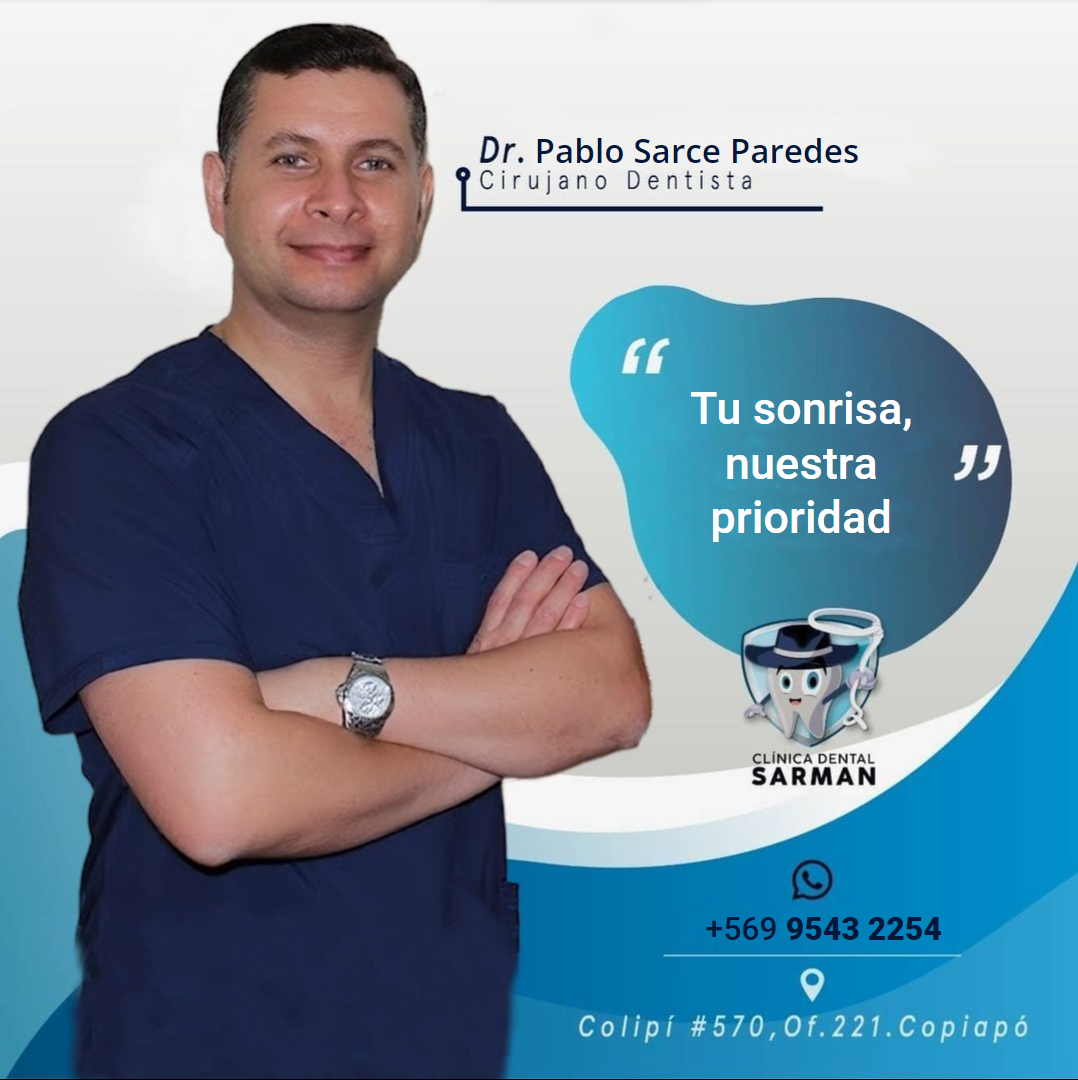 Dr. Pablo Sarce Paredes
Cirujano Dentista
“
Tu sonrisa,
nuestra
prioridad
”
CLÍNICA DENTAL
SARMAN
+569 9543 2254
Colipí #570,Of.221.Copiapó